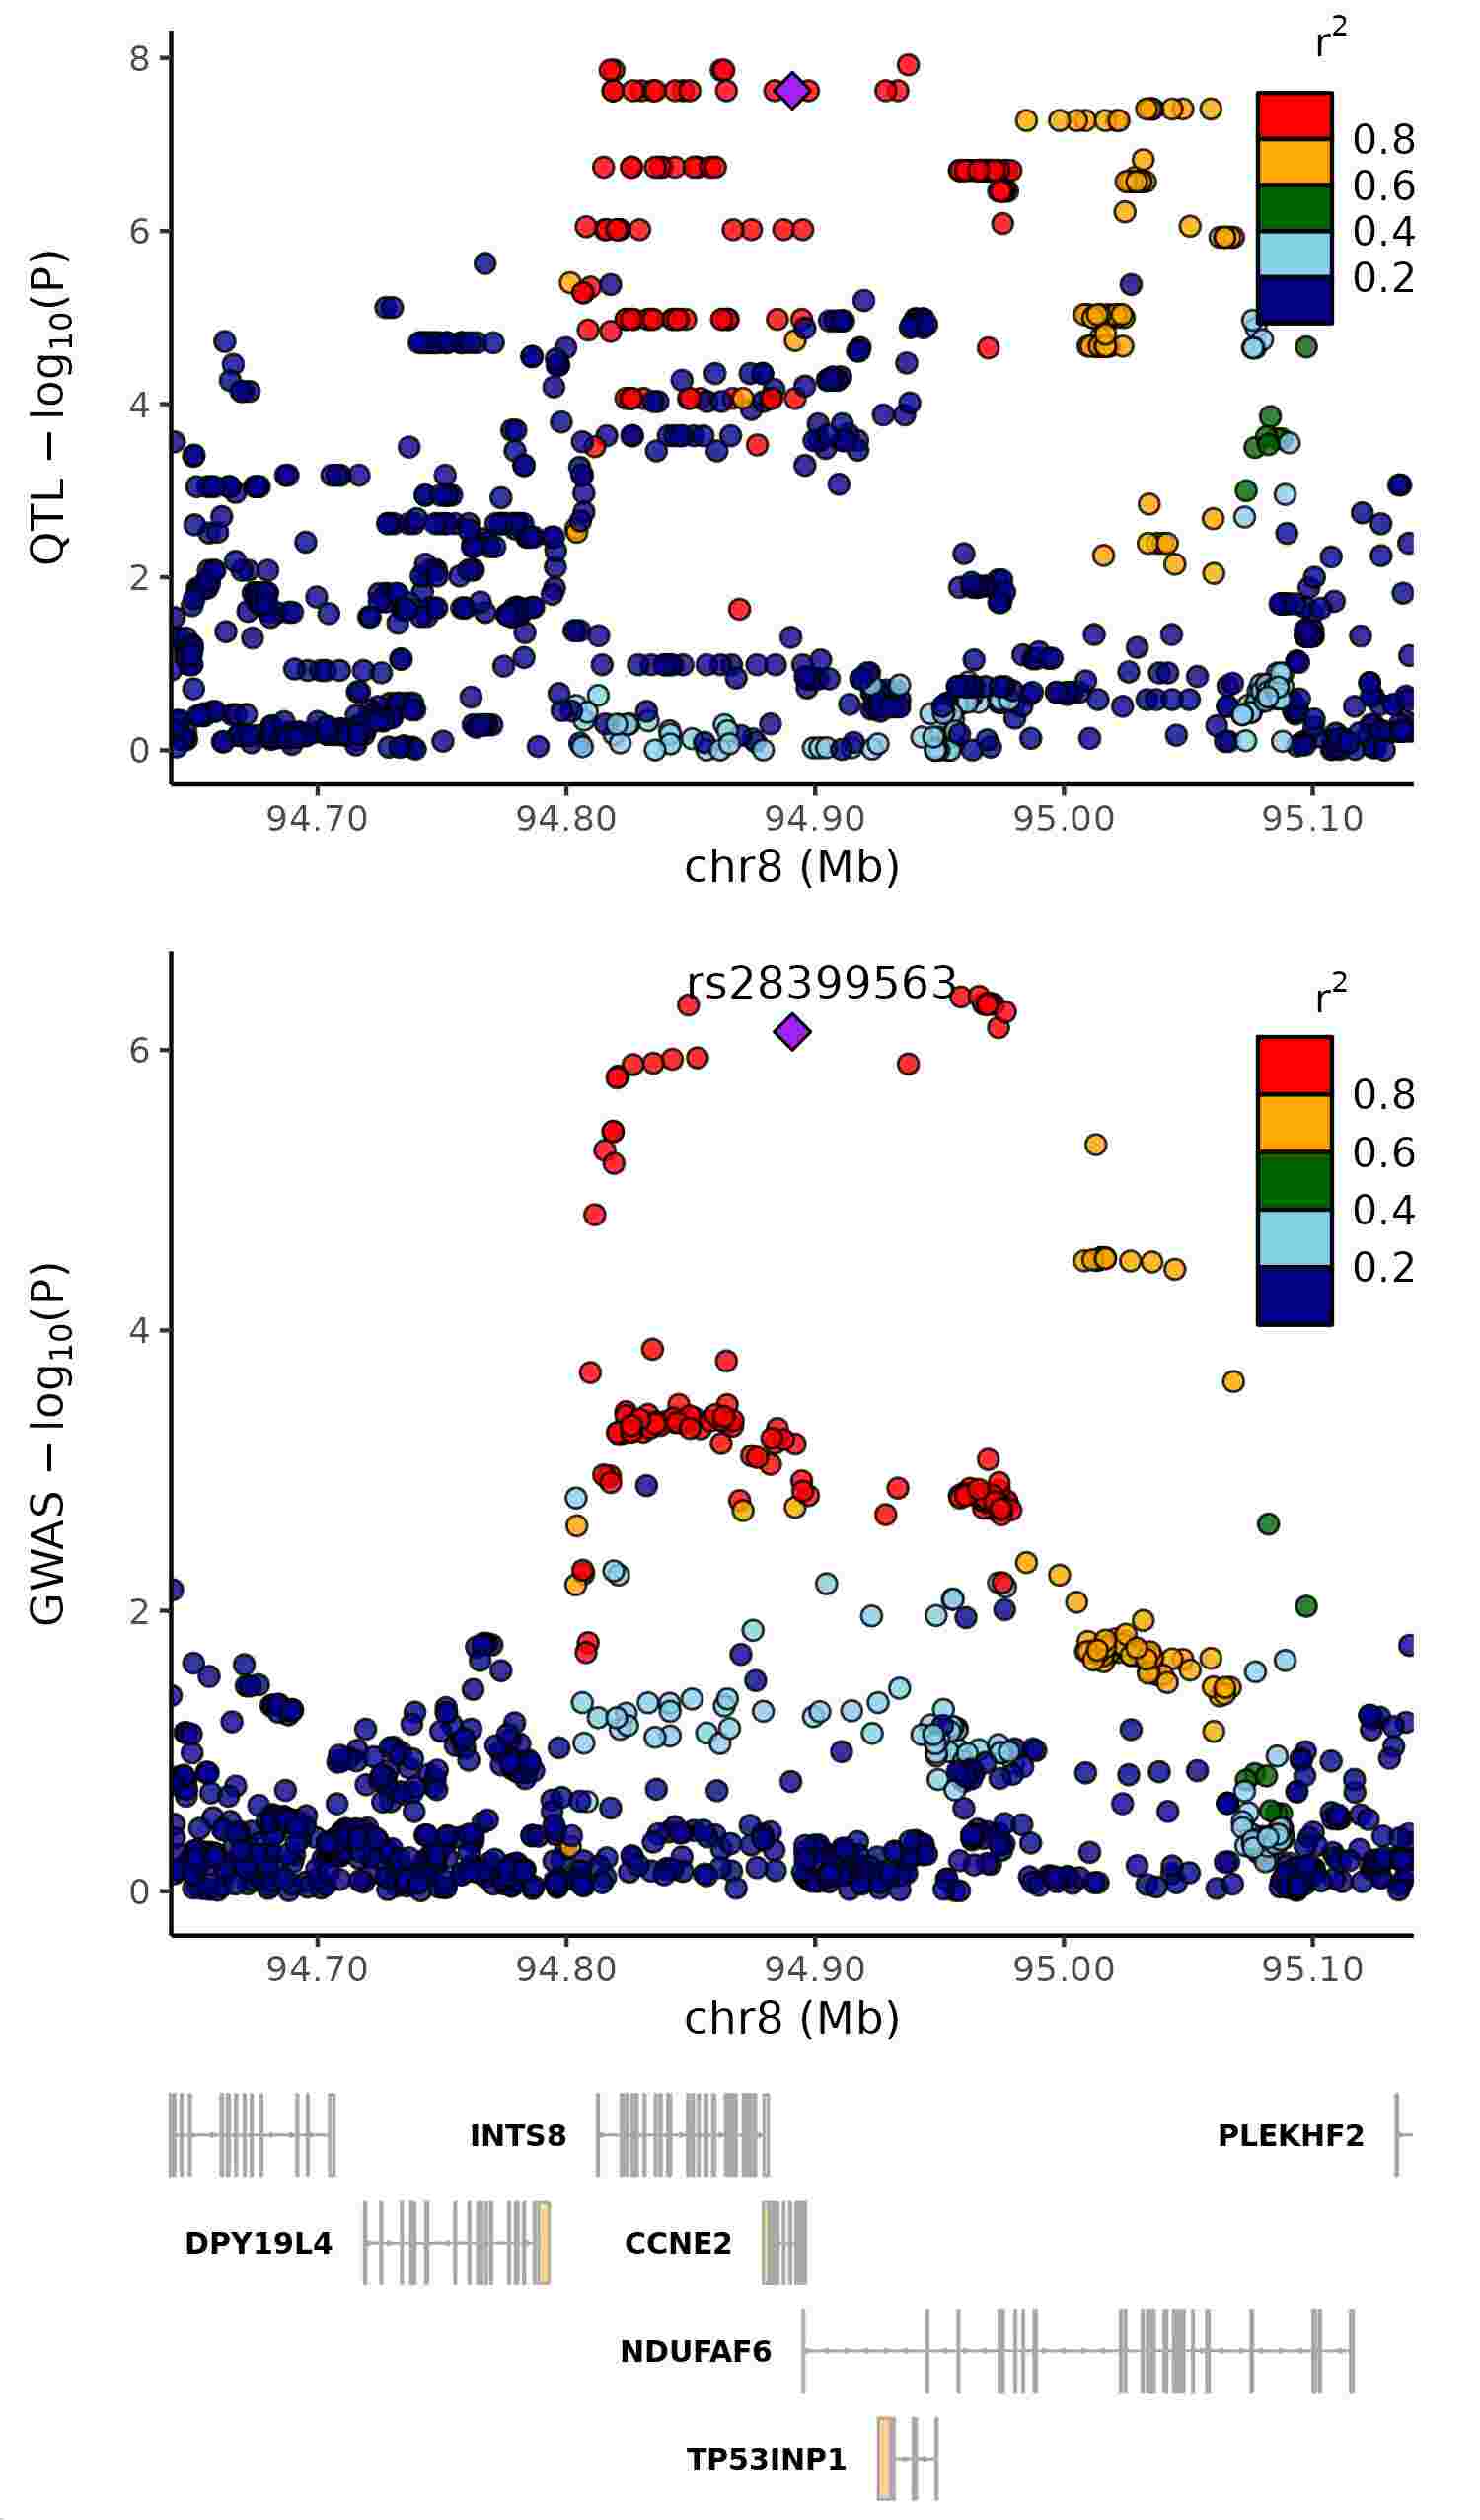 r²
8
6
4
2
0
QTL − log₁₀(P)
0.8
0.6
0.4
0.2
94.70 94.80 94.90 95.00 95.10
chr8 (Mb)
rs28399563
r²
6
4
2
0
GWAS − log₁₀(P)
0.8
0.6
0.4
0.2
94.70 94.80 94.90 95.00 95.10
chr8 (Mb)
INTS8 PLEKHF2
DPY19L4 CCNE2
NDUFAF6
TP53INP1